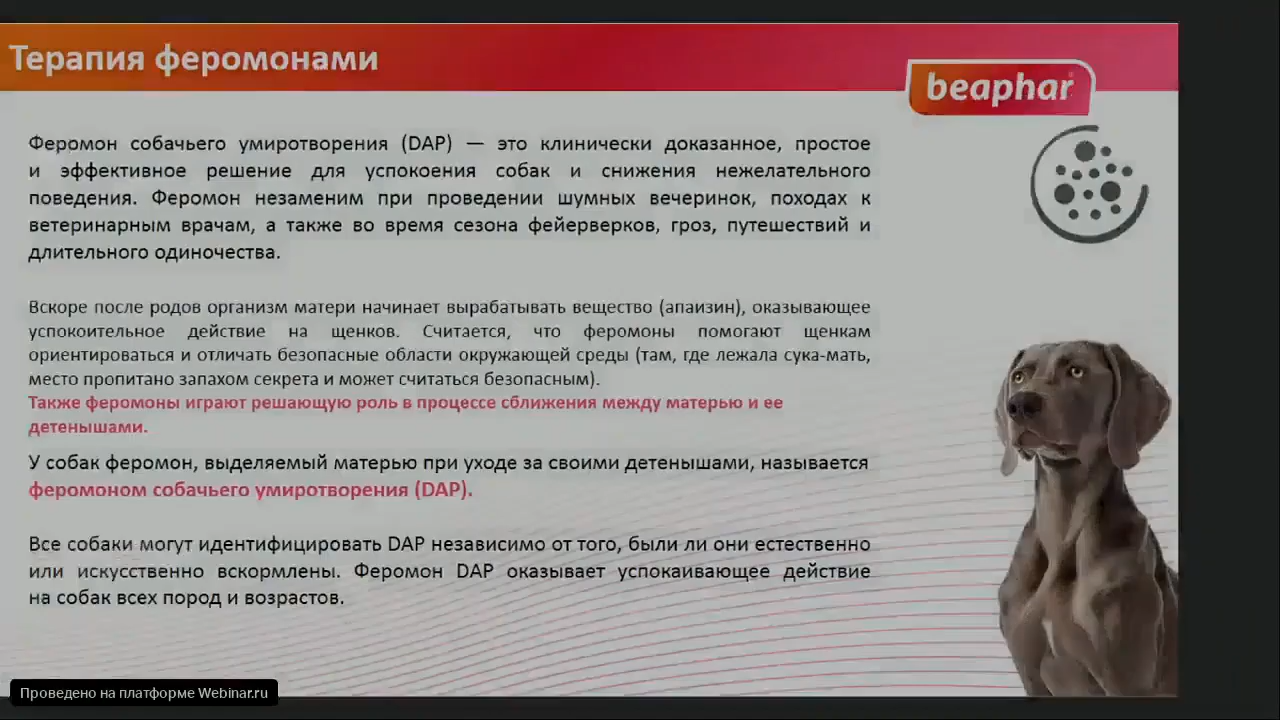 Терапия феромонами
beaphar
Феромон собачьего умиротворения (DAP) — это клинически доказанное, простое
и эффективное решение для успокоения собак и снижения нежелательного
поведения. Феромон незаменим при проведении шумных вечеринок, походах к
ветеринарным врачам, а также во время сезона фейерверков, гроз, путешествий и
длительного одиночества.
Вскоре после родов организм матери начинает вырабатывать вещество (апаизин), оказывающее
успокоительное действие на щенков. Считается, что феромоны помогают щенкам
ориентироваться и отличать безопасные области окружающей среды (там, где лежала сука-мать,
место пропитано запахом секрета и может считаться безопасным).
Также феромоны играют решающую роль в процессе сближения между матерью и ее
детенышами.
У собак феромон, выделяемый матерью при уходе за своими детенышами, называется
феромоном собачьего умиротворения (DAP).
Все собаки могут идентифицировать DAP независимо от того, были ли они естественно
или искусственно вскормлены. Феромон DAP оказывает успокаивающее действие
на собак всех пород и возрастов.
Проведено на платформе Webinar.ru